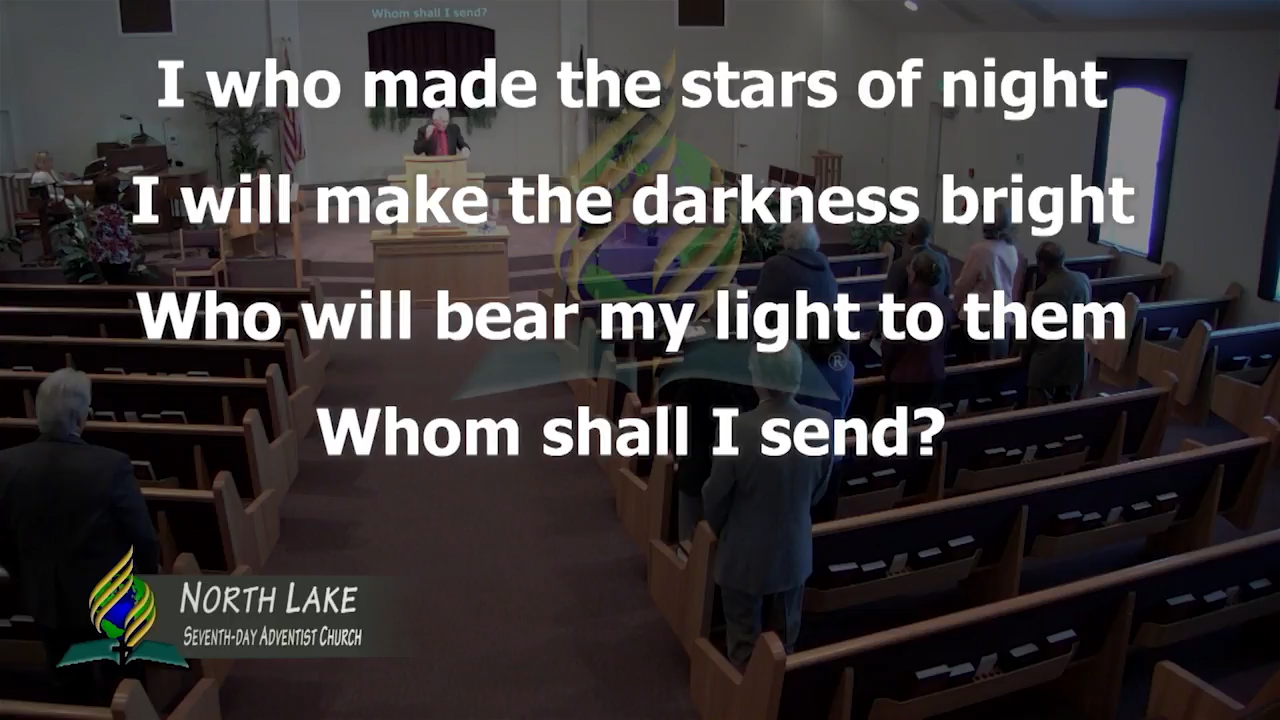 Whom shall I send?
I who made the stars of night
I will make the darkness bright
Who will bear my light to them
Whom shall I send?
®
NORTH LAKE
SEVENTH-DAY ADVENTIST CHURCH